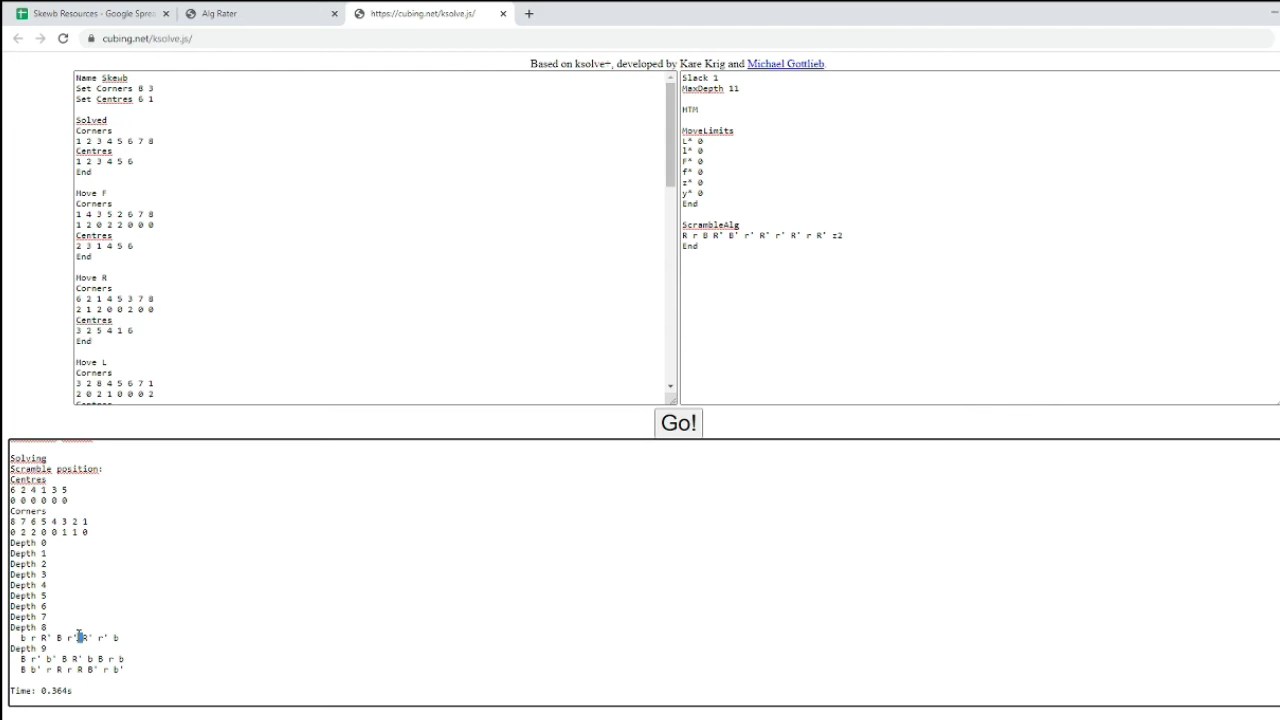 Skewb Resources - Google Spre
Alg Rater
https://cubing.net/ksolve.js/
cubing.net/ksolve.js/
Based on ksolve+, developed by Kare Krig and Michael Gottlieb.
Name Skewb
Set Corners 8 3
Set Centres 6 1
Solved
Corners
1 2 3 4 5 6 7 8
Centres
1 2 3 4 5 6
End
Move F
Corners
1 4 3 5 2 6 7 8
1 2 0 2 2 0 0 0
Centres
2 3 1 4 5 6
End
Move R
Corners
6 2 1 4 5 3 7 8
2 1 2 0 0 2 0 0
Centres
3 2 5 4 1 6
End
Move L
Corners
3 2 8 4 5 6 7 1
2 0 2 1 0 0 0 2
Centres
Slack 1
MaxDepth 11
HTM
MoveLimits
L* 0
l* 0
F* 0
f* 0
z* 0
y* 0
End
ScrambleAlg
R r B R' B' r' R' r' R' r R' z2
End
Go!
Solving
Scramble position:
Centres
6 2 4 1 3 5
0 0 0 0 0 0
Corners
8 7 6 5 4 3 2 1
0 2 2 0 0 1 1 0
Depth 0
Depth 1
Depth 2
Depth 3
Depth 4
Depth 5
Depth 6
Depth 7
Depth 8
b r R' B r' R' r' b
Depth 9
B r' b' B R' b B r b
B b' r R r R B' r b'
Time: 0.364s